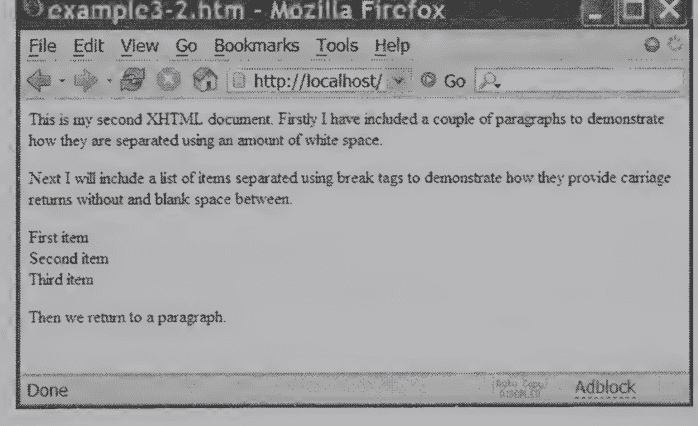 example3-2.htm - Mozilla Firefox
File Edit View Go Bookmarks Tools Help
http://localhost/ Go
This is my second XHTML document. Firstly I have included a couple of paragraphs to demonstrate
how they are separated using an amount of white space.
Next I will include a list of items separated using break tags to demonstrate how they provide carriage
returns without and blank space between.
First item
Second item
Third item
Then we return to a paragraph.
Done Auto Copy Adblock
DISABLED